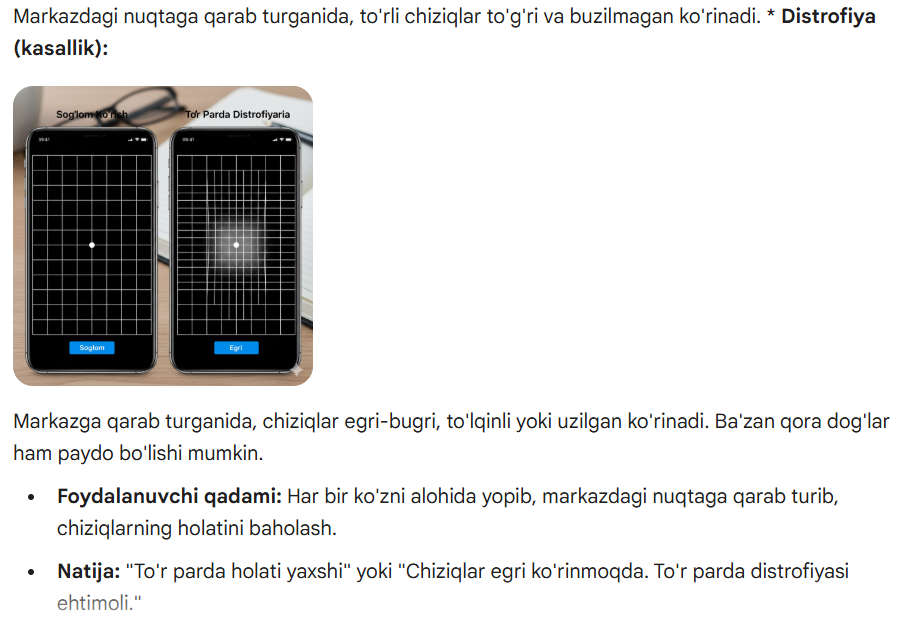 Markazdagi nuqtaga qarab turganida, to'rli chiziqlar to'g'ri va buzilmagan ko'rinadi. * Distrofiya
(kasallik):
Sog'lom Ko'rish
To'r Parda Distrofiyaria
09:41
09:41
Soglom
Egri
Markazga qarab turganida, chiziqlar egri-bugri, to'lqinli yoki uzilgan ko'rinadi. Ba'zan qora dog'lar
ham paydo bo'lishi mumkin.
• Foydalanuvchi qadami: Har bir ko'zni alohida yopib, markazdagi nuqtaga qarab turib,
chiziqlarning holatini baholash.
• Natija: "To'r parda holati yaxshi" yoki "Chiziqlar egri ko'rinmoqda. To'r parda distrofiyasi
ehtimoli."